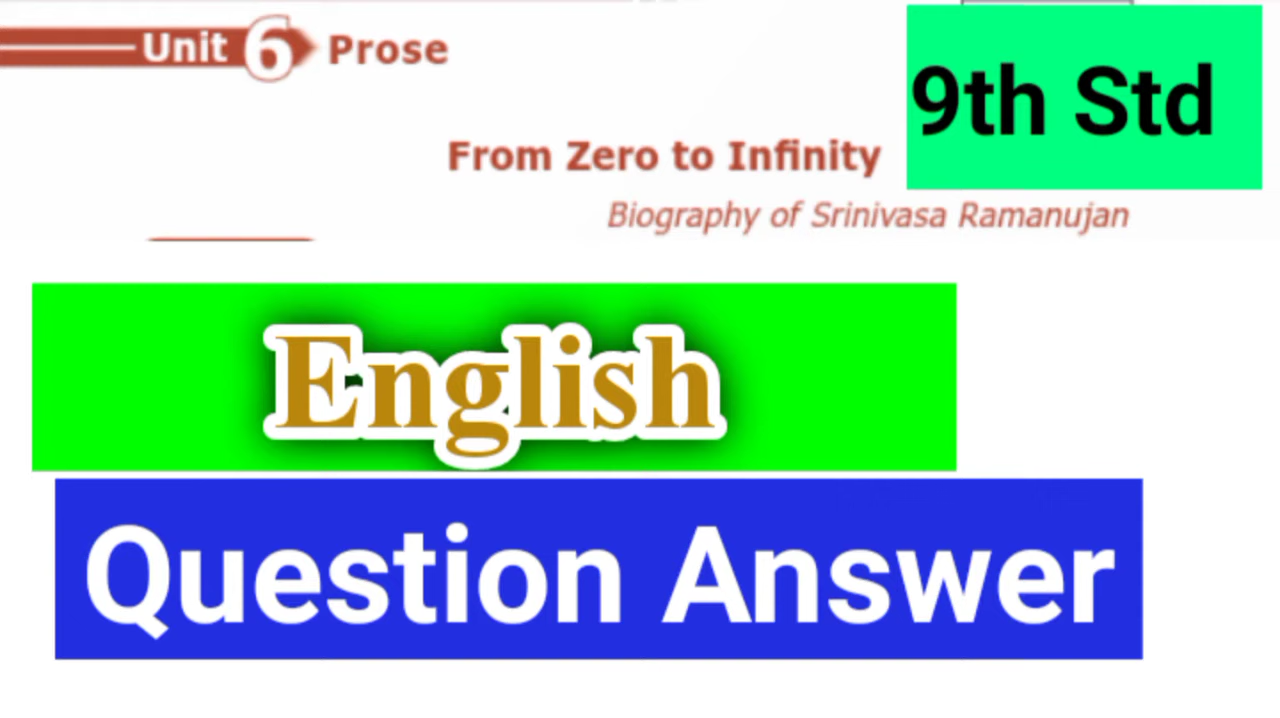 Unit 6 Prose
9th Std
From Zero to Infinity
Biography of Srinivasa Ramanujan
English
Question Answer